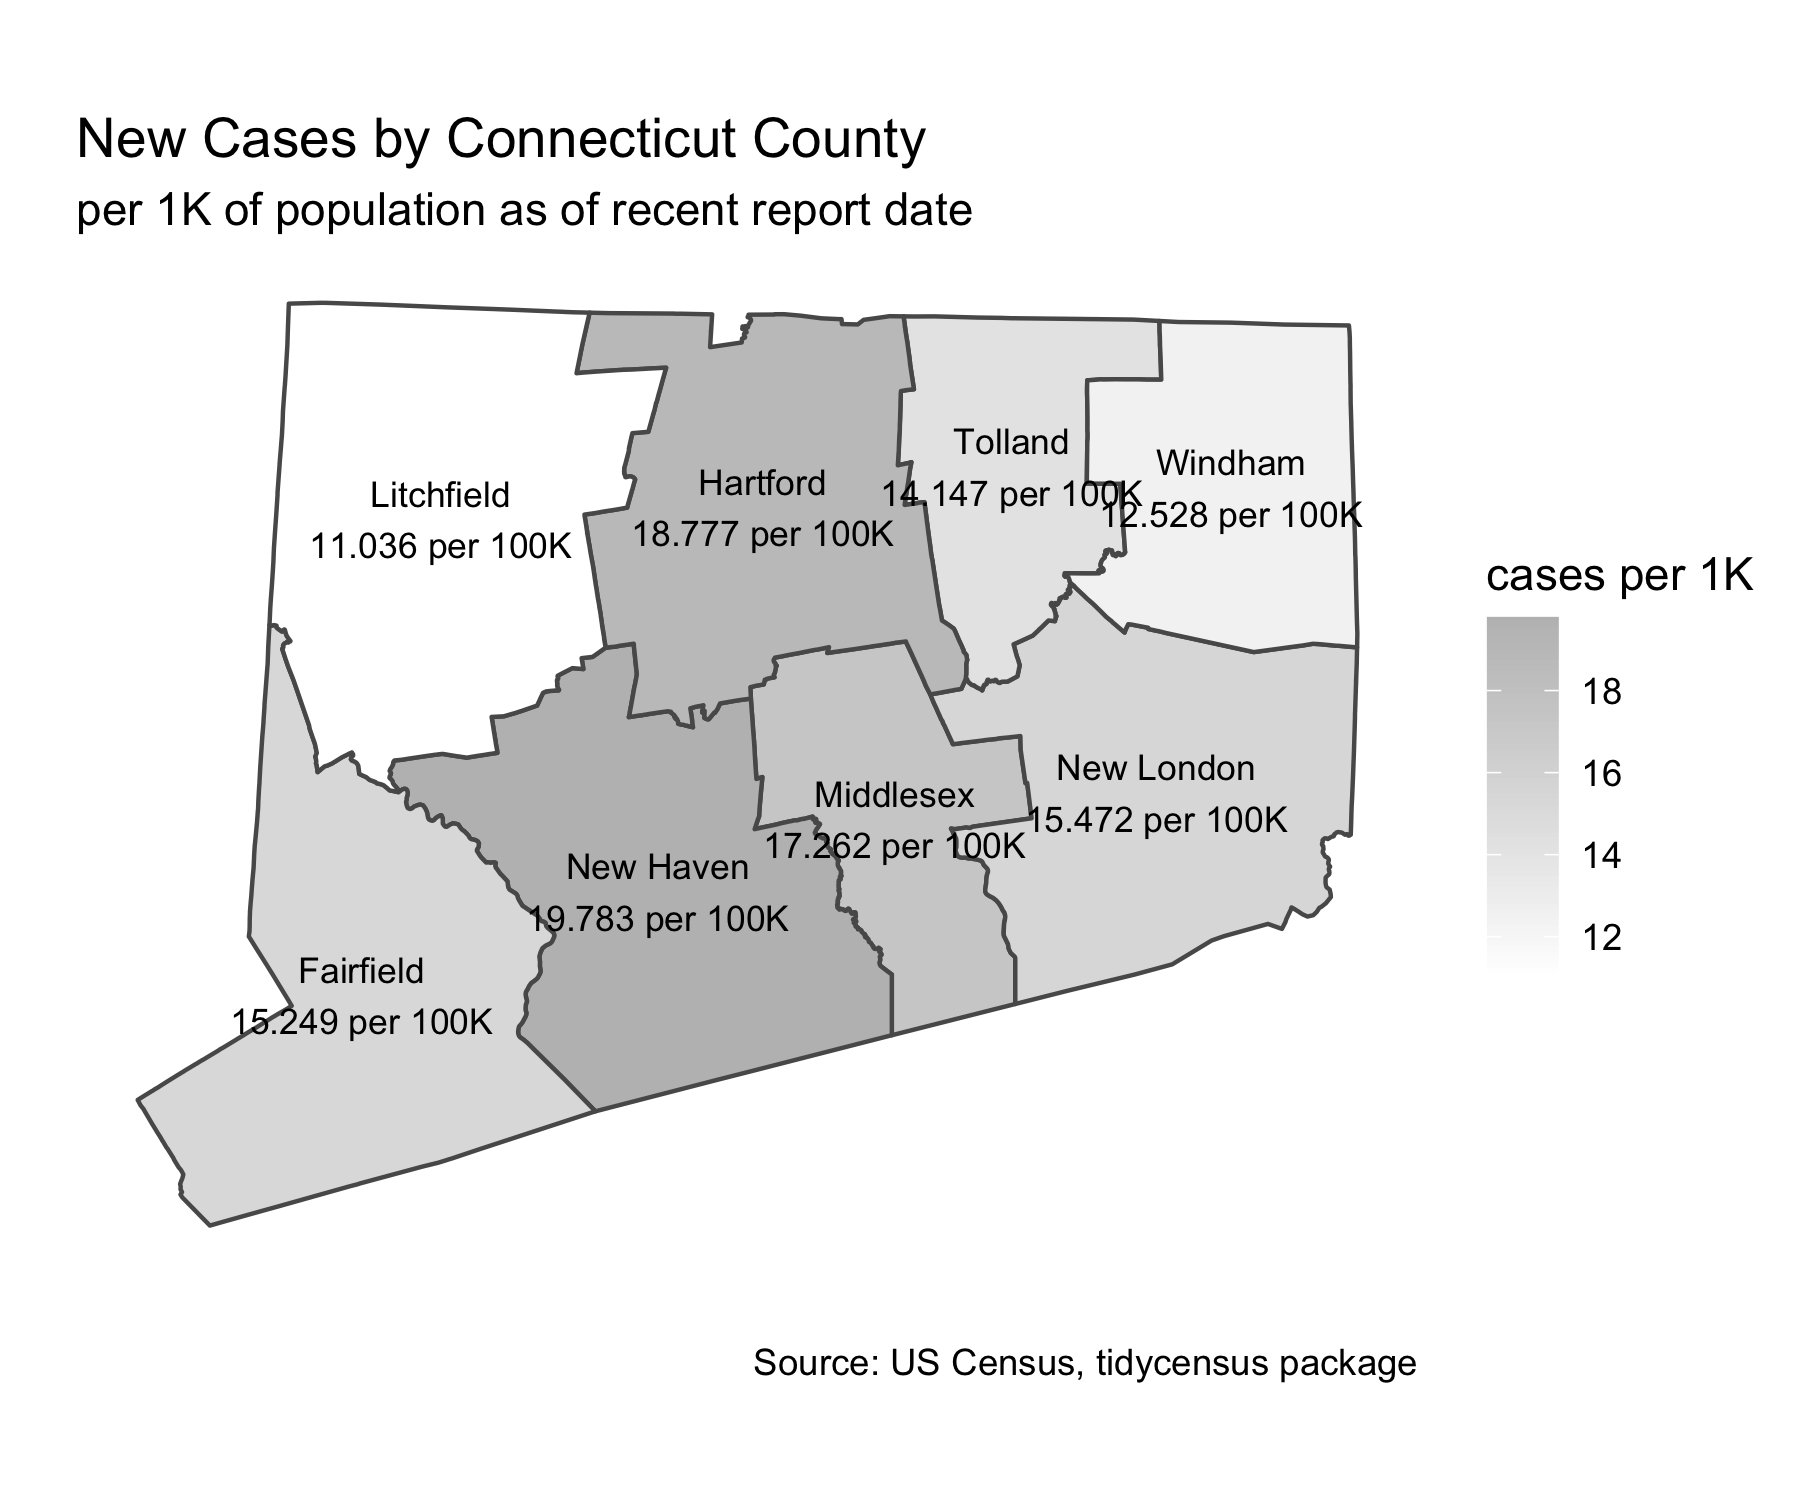 New Cases by Connecticut County
per 1K of population as of recent report date
Litchfield
11.036 per 100K
Hartford
18.777 per 100K
Tolland
14.147 per 100K
Windham
12.528 per 100K
New London
15.472 per 100K
Middlesex
17.262 per 100K
New Haven
19.783 per 100K
Fairfield
15.249 per 100K
cases per 1K
18
16
14
12
Source: US Census, tidycensus package